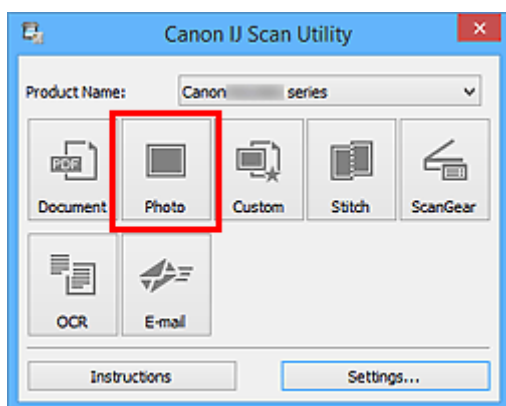 Canon IJ Scan Utility
Product Name: Canon series
Document Photo Custom Stitch ScanGear
PDF
OCR E-mail
Instructions Settings...